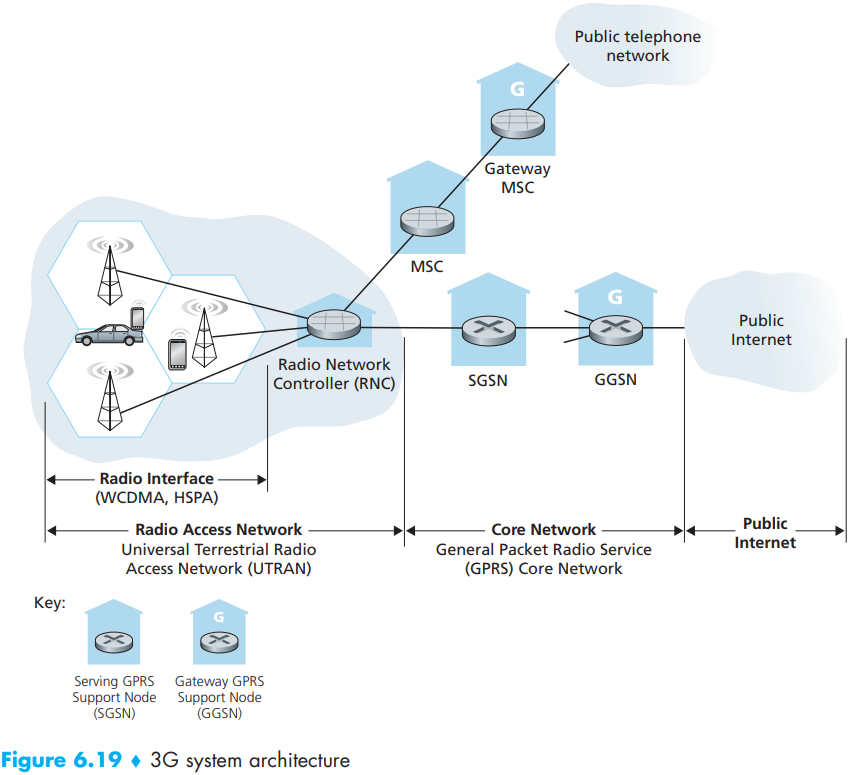 Public telephone
network
G
Gateway
MSC
MSC
G
Public
Internet
Radio Network
Controller (RNC)
SGSN
GGSN
Radio Interface
(WCDMA, HSPA)
Radio Access Network
Universal Terrestrial Radio
Access Network (UTRAN)
Core Network
General Packet Radio Service
(GPRS) Core Network
Public
Internet
Key:
G
Serving GPRS
Support Node
(SGSN)
Gateway GPRS
Support Node
(GGSN)
Figure 6.19 ♦ 3G system architecture